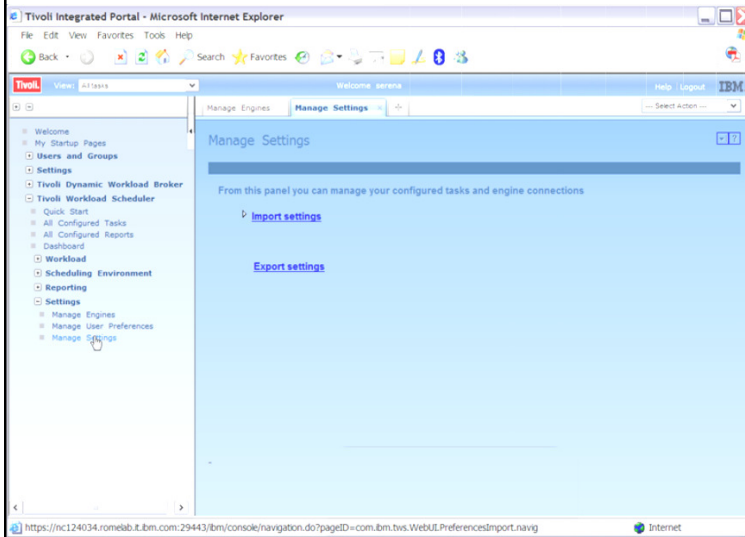 Tivoli Integrated Portal - Microsoft Internet Explorer
File Edit View Favorites Tools Help
Back Search Favorites
Tivoli. View: All tasks Welcome serena Help Logout IBM
Manage Engines Manage Settings --- Select Action ---
Welcome
My Startup Pages
Users and Groups
Settings
Tivoli Dynamic Workload Broker
Tivoli Workload Scheduler
Quick Start
All Configured Tasks
All Configured Reports
Dashboard
Workload
Scheduling Environment
Reporting
Settings
Manage Engines
Manage User Preferences
Manage Settings
Manage Settings
From this panel you can manage your configured tasks and engine connections
Import settings
Export settings
https://nc124034.romelab.it.ibm.com:29443/ibm/console/navigation.do?pageID=com.ibm.tws.WebUI.PreferencesImport.navig Internet